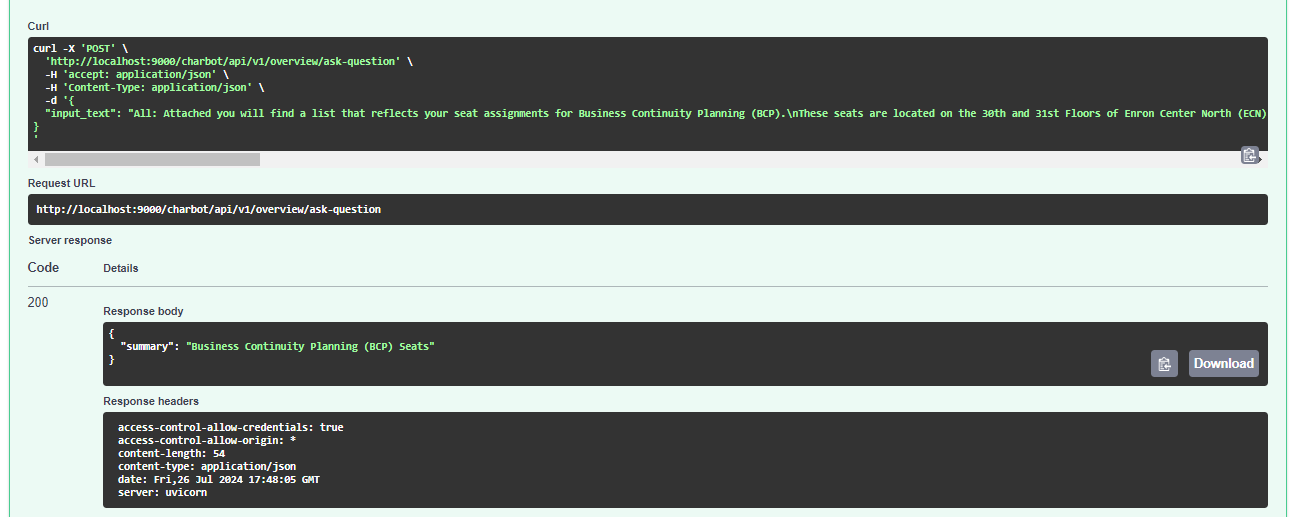 Curl
curl -X 'POST' \
'http://localhost:9000/charbot/api/v1/overview/ask-question' \
-H 'accept: application/json' \
-H 'Content-Type: application/json' \
-d '{
"input_text": "All: Attached you will find a list that reflects your seat assignments for Business Continuity Planning (BCP).\nThese seats are located on the 30th and 31st Floors of Enron Center North (ECN)
}
'
Request URL
http://localhost:9000/charbot/api/v1/overview/ask-question
Server response
Code Details
200
Response body
{
"summary": "Business Continuity Planning (BCP) Seats"
}
Download
Response headers
access-control-allow-credentials: true
access-control-allow-origin: *
content-length: 54
content-type: application/json
date: Fri,26 Jul 2024 17:48:05 GMT
server: uvicorn